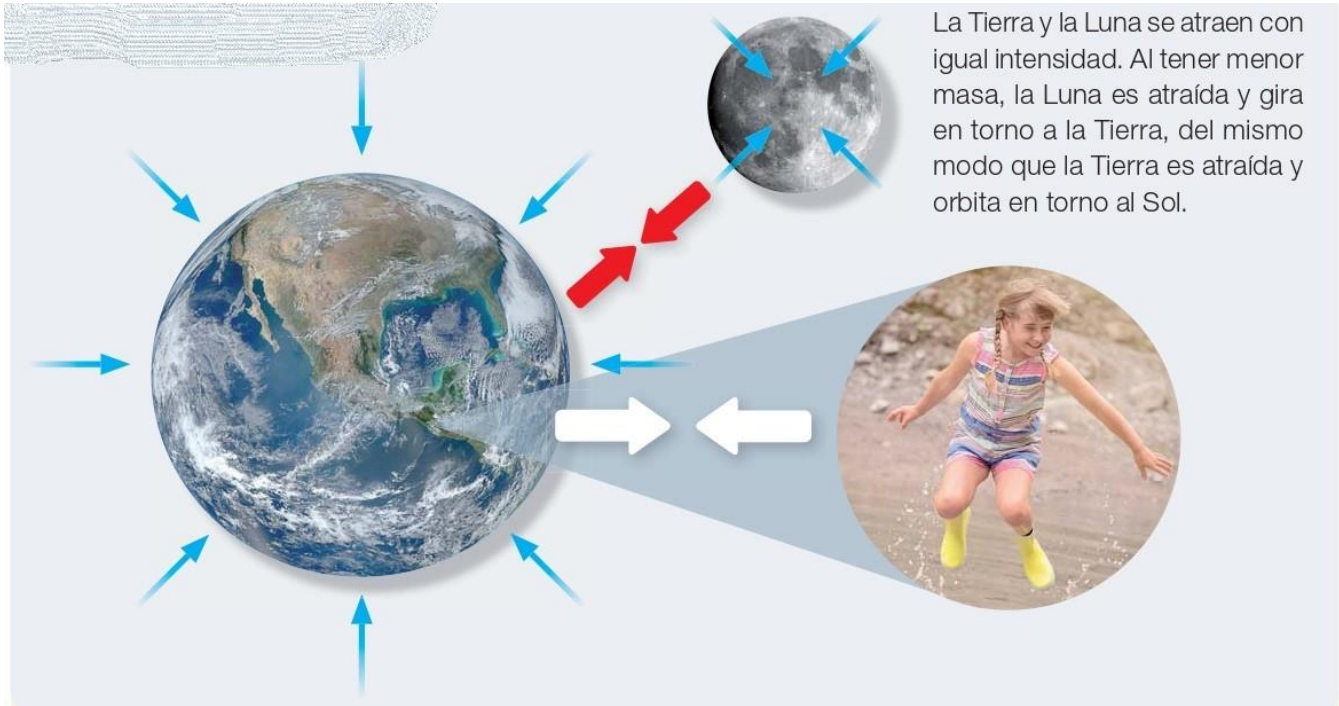 La Tierra y la Luna se atraen con
igual intensidad. Al tener menor
masa, la Luna es atraída y gira
en torno a la Tierra, del mismo
modo que la Tierra es atraída y
orbita en torno al Sol.